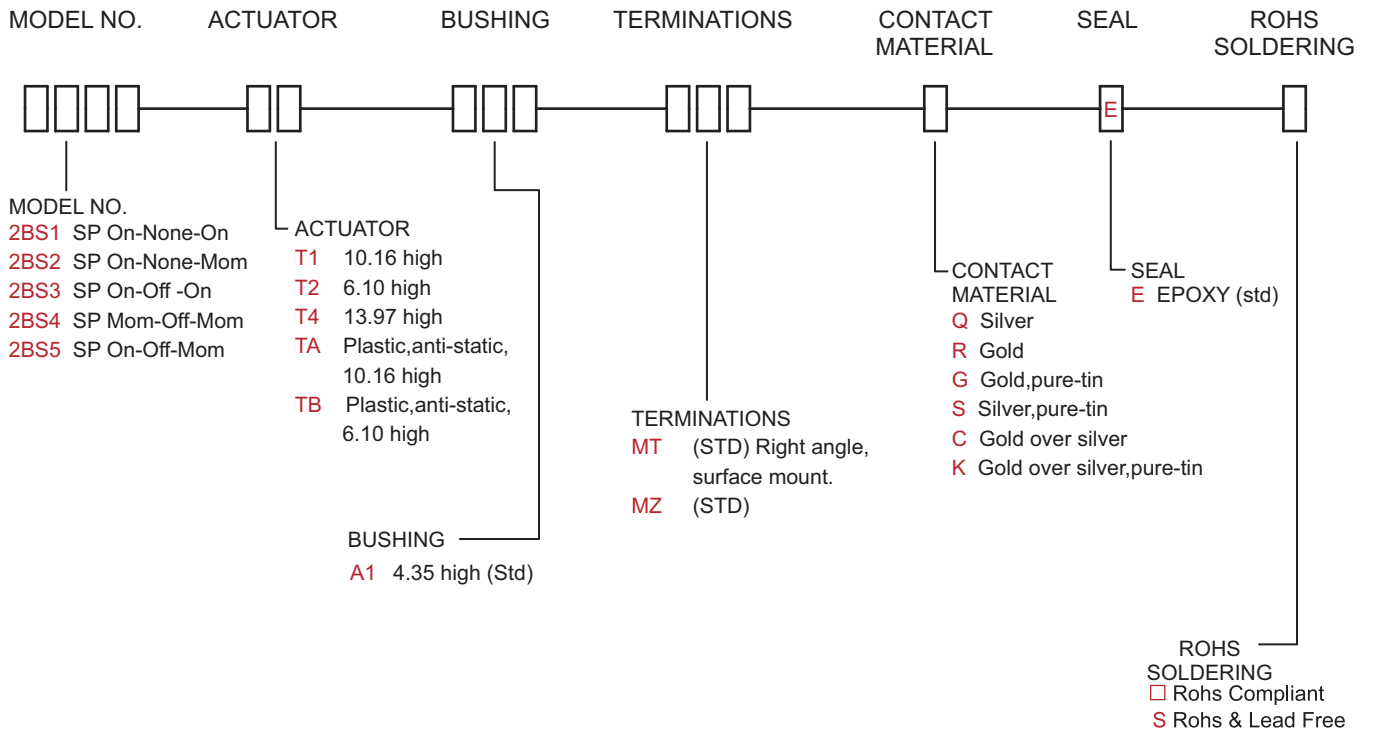 MODEL NO.
ACTUATOR
BUSHING
TERMINATIONS
CONTACT
MATERIAL
SEAL
ROHS
SOLDERING
E
MODEL NO.
2BS1 SP On-None-On
2BS2 SP On-None-Mom
2BS3 SP On-Off -On
2BS4 SP Mom-Off-Mom
2BS5 SP On-Off-Mom
ACTUATOR
T1 10.16 high
T2 6.10 high
T4 13.97 high
TA Plastic,anti-static,
10.16 high
TB Plastic,anti-static,
6.10 high
BUSHING
A1 4.35 high (Std)
TERMINATIONS
MT (STD) Right angle,
surface mount.
MZ (STD)
CONTACT
MATERIAL
Q Silver
R Gold
G Gold,pure-tin
S Silver,pure-tin
C Gold over silver
K Gold over silver,pure-tin
SEAL
E EPOXY (std)
ROHS
SOLDERING
□ Rohs Compliant
S Rohs & Lead Free